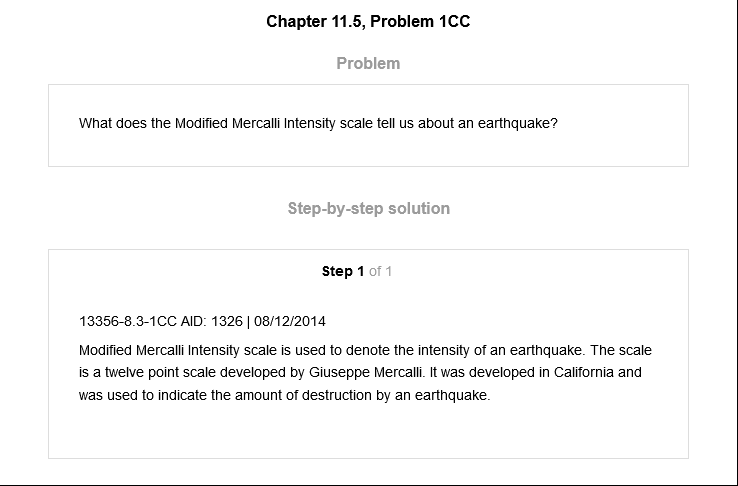 Chapter 11.5, Problem 1CC
Problem
What does the Modified Mercalli Intensity scale tell us about an earthquake?
Step-by-step solution
Step 1 of 1
13356-8.3-1CC AID: 1326 | 08/12/2014
Modified Mercalli Intensity scale is used to denote the intensity of an earthquake. The scale
is a twelve point scale developed by Giuseppe Mercalli. It was developed in California and
was used to indicate the amount of destruction by an earthquake.